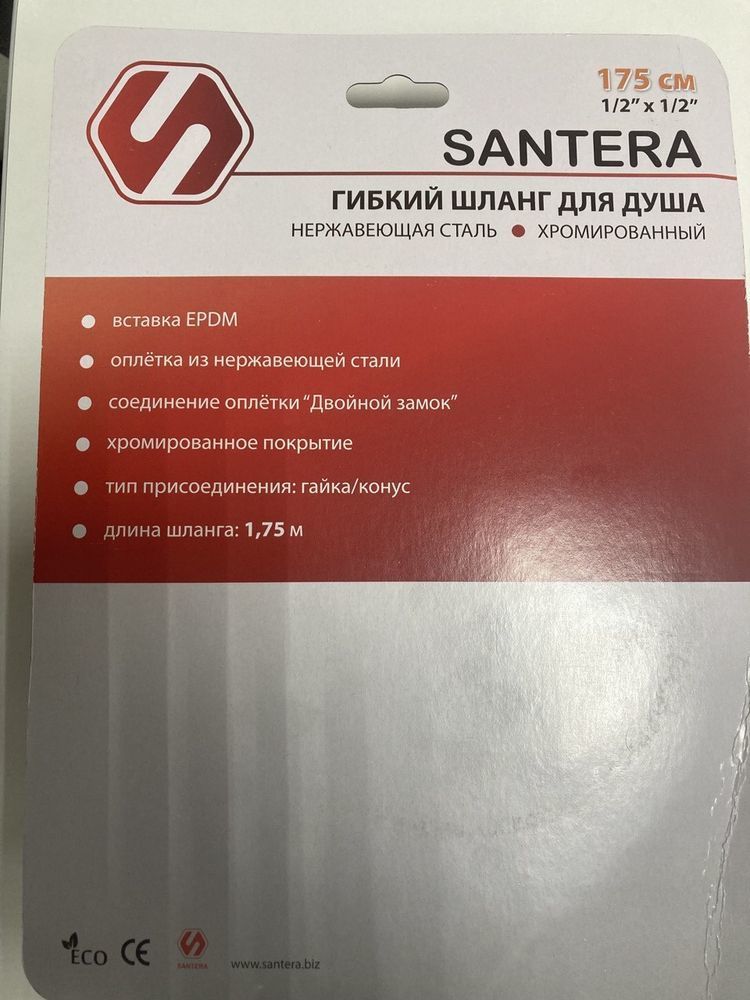 175 см
1/2” x 1/2”
SANTERA
ГИБКИЙ ШЛАНГ ДЛЯ ДУША
НЕРЖАВЕЮЩАЯ СТАЛЬ ● ХРОМИРОВАННЫЙ
● вставка EPDM
● оплётка из нержавеющей стали
● соединение оплётки “Двойной замок”
● хромированное покрытие
● тип присоединения: гайка/конус
● длина шланга: 1,75 м
ECO CE SANTERA www.santera.biz